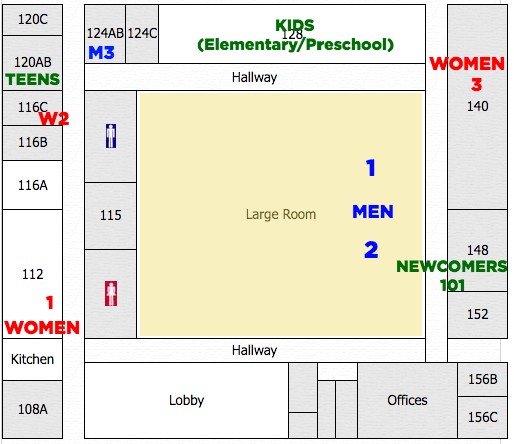 120C
124AB
124C
KIDS
128
(Elementary/Preschool)
M3
120AB
TEENS
WOMEN
3
Hallway
116C
W2
140
116B
1
116A
115
Large Room
MEN
2
148
NEWCOMERS
101
112
1
WOMEN
152
Kitchen
Hallway
108A
Lobby
Offices
156B
156C